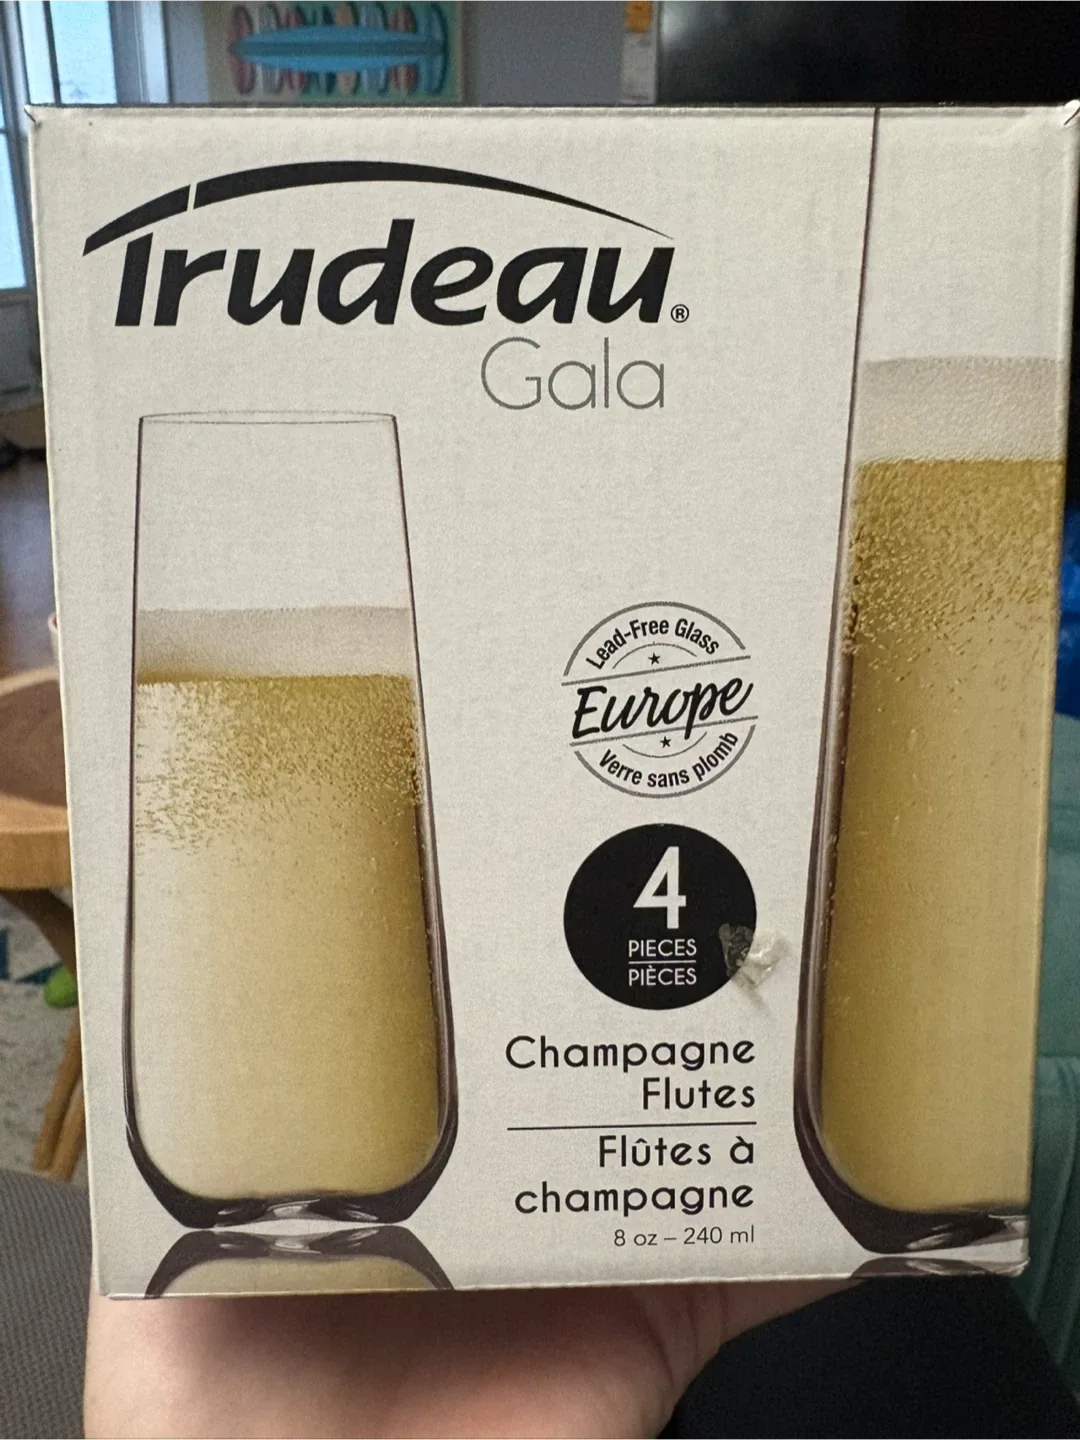 Trudeau®
Gala
Lead-Free Glass
Europe
Verre sans plomb
4
PIECES
PIÈCES
Champagne
Flutes
Flûtes à
champagne
8 oz – 240 ml